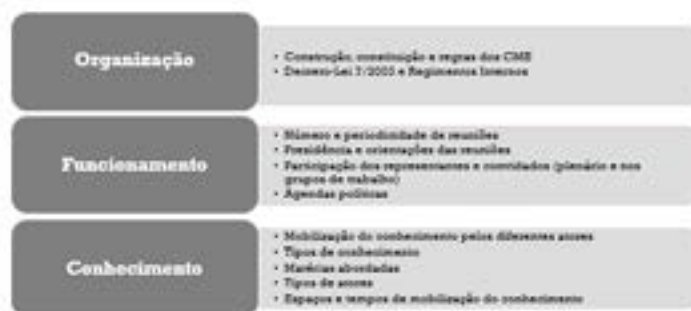 Organização
• Construção, constituição e regras dos CME
• Decreto-Lei 7/2003 e Regimentos Internos
Funcionamento
• Número e periodicidade de reuniões
• Presidência e orientações das reuniões
• Participação dos representantes e convidados (plenário e nos
grupos de trabalho)
• Agendas políticas
Conhecimento
• Mobilização do conhecimento pelos diferentes atores
• Tipos de conhecimento
• Matérias abordadas
• Tipos de atores
• Espaços e tempos de mobilização do conhecimento